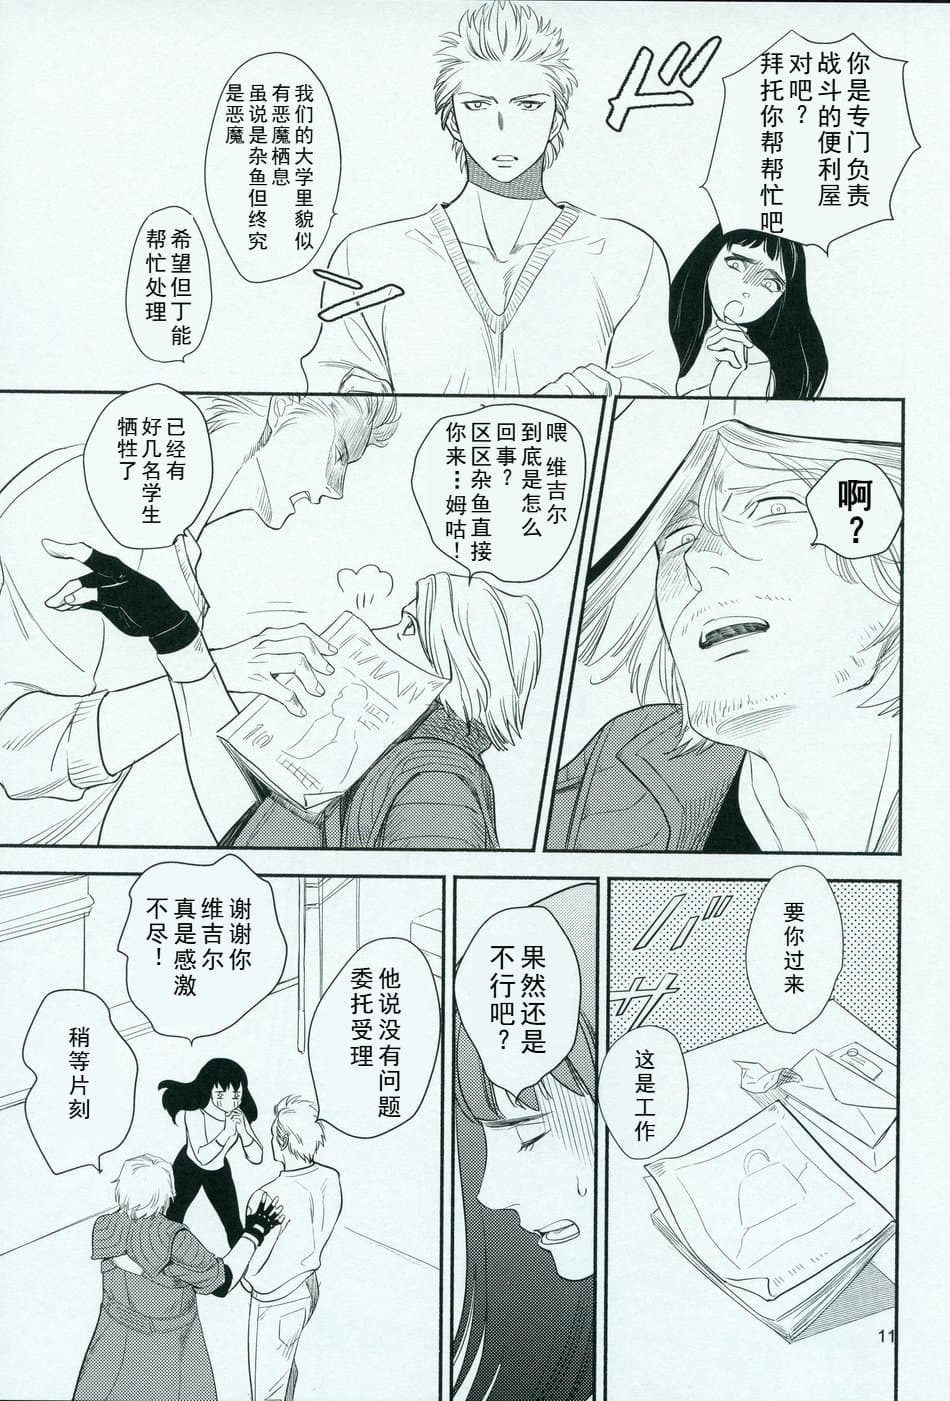 你是专门负责
战斗的便利屋
对吧？
拜托你帮帮忙吧
ドン
我们的大学里貌似
有恶魔栖息
虽说是杂鱼但终究
是恶魔
希望但丁能
帮忙处理
啊？
喂 维吉尔
到底是怎么
回事？
区区杂鱼直接
你来…姆咕！
已经有
好几名学生
牺牲了
要你过来
这是工作
11
果然还是
不行吧？
他说没有问题
委托受理
谢谢你
维吉尔
真是感激
不尽！
稍等片刻